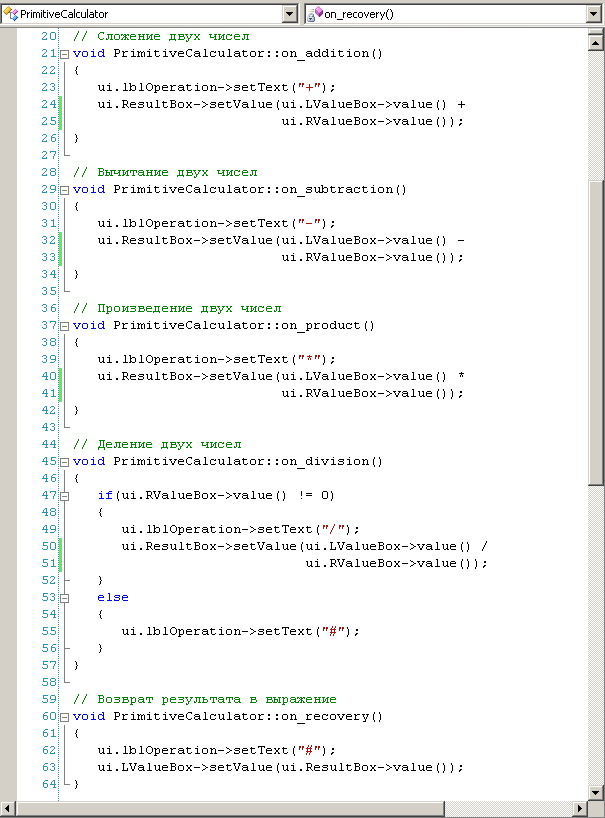 PrimitiveCalculator on_recovery()
20 // Сложение двух чисел
21 void PrimitiveCalculator::on_addition()
22 {
23 ui.lblOperation->setText("+");
24 ui.ResultBox->setValue(ui.LValueBox->value() +
25 ui.RValueBox->value());
26 }
27
28 // Вычитание двух чисел
29 void PrimitiveCalculator::on_subtraction()
30 {
31 ui.lblOperation->setText("-");
32 ui.ResultBox->setValue(ui.LValueBox->value() -
33 ui.RValueBox->value());
34 }
35
36 // Произведение двух чисел
37 void PrimitiveCalculator::on_product()
38 {
39 ui.lblOperation->setText("*");
40 ui.ResultBox->setValue(ui.LValueBox->value() *
41 ui.RValueBox->value());
42 }
43
44 // Деление двух чисел
45 void PrimitiveCalculator::on_division()
46 {
47 if(ui.RValueBox->value() != 0)
48 {
49 ui.lblOperation->setText("/");
50 ui.ResultBox->setValue(ui.LValueBox->value() /
51 ui.RValueBox->value());
52 }
53 else
54 {
55 ui.lblOperation->setText("#");
56 }
57 }
58
59 // Возврат результата в выражение
60 void PrimitiveCalculator::on_recovery()
61 {
62 ui.lblOperation->setText("#");
63 ui.LValueBox->setValue(ui.ResultBox->value());
64 }